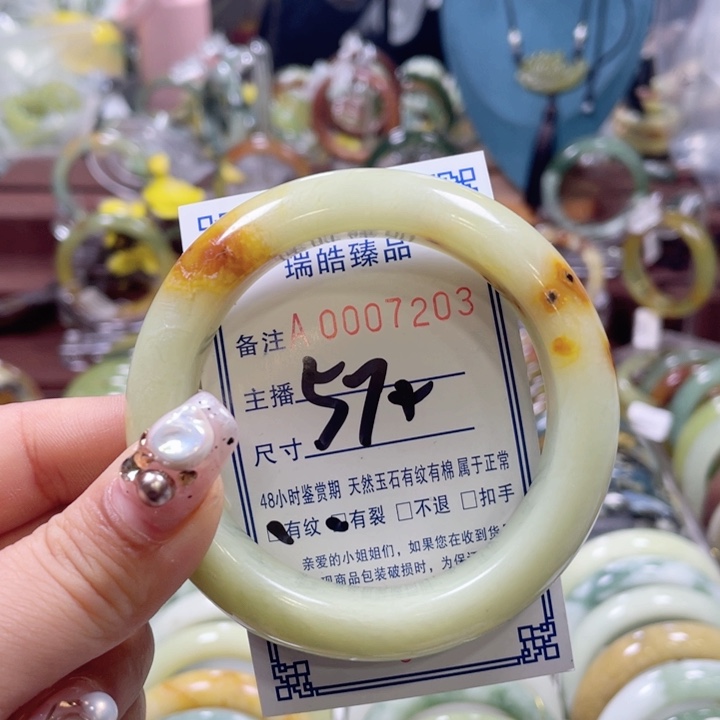 瑞皓臻品
备注 A0007203
主播
尺寸 57+
48小时鉴赏期 天然玉石有纹有棉 属于正常
有纹 有裂 □不退 □扣手
亲爱的小姐姐们，如果您在收到货
现商品包装破损时，为保